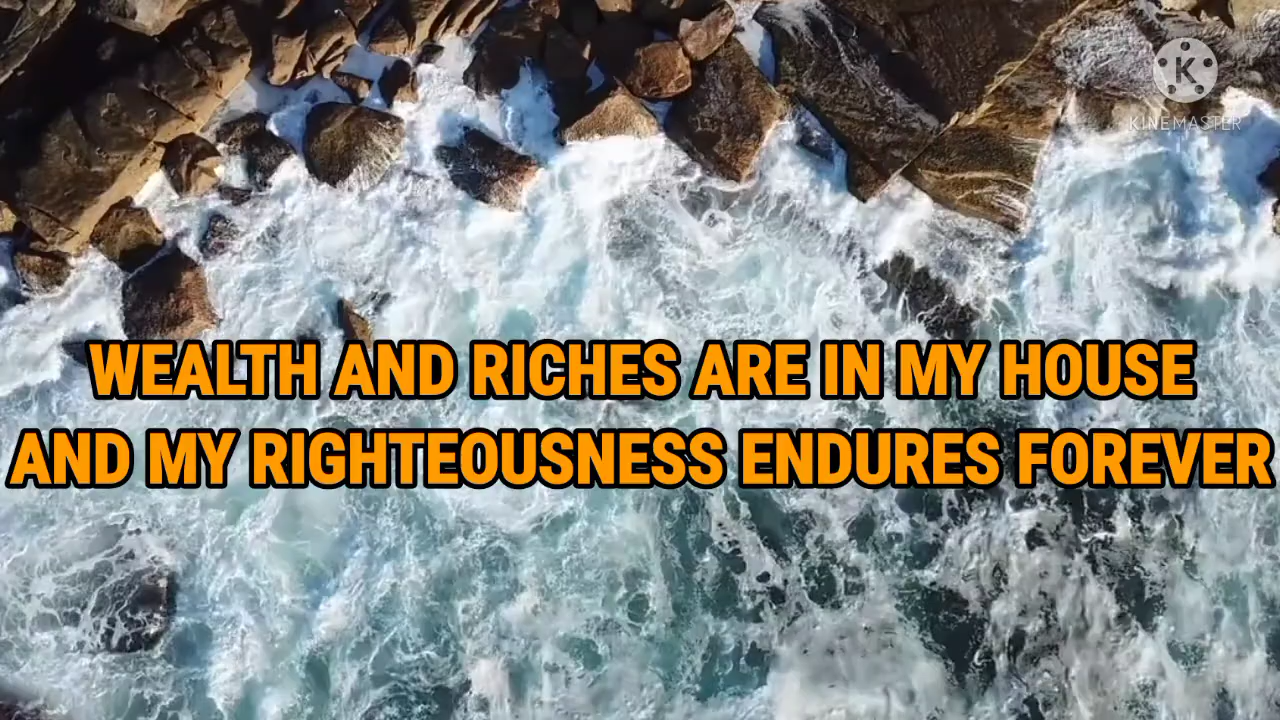 K
KINEMASTER
WEALTH AND RICHES ARE IN MY HOUSE
AND MY RIGHTEOUSNESS ENDURES FOREVER